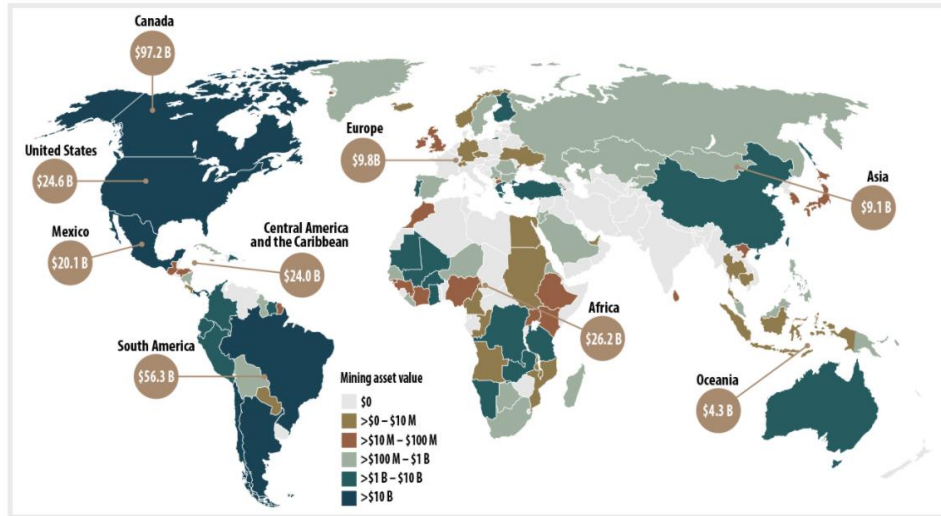 Canada
$97.2 B
United States
$24.6 B
Mexico
$20.1 B
Central America
and the Caribbean
$24.0 B
South America
$56.3 B
Europe
$9.8B
Africa
$26.2 B
Asia
$9.1 B
Oceania
$4.3 B
Mining asset value
$0
>$0 – $10 M
>$10 M – $100 M
>$100 M – $1 B
>$1 B – $10 B
>$10 B